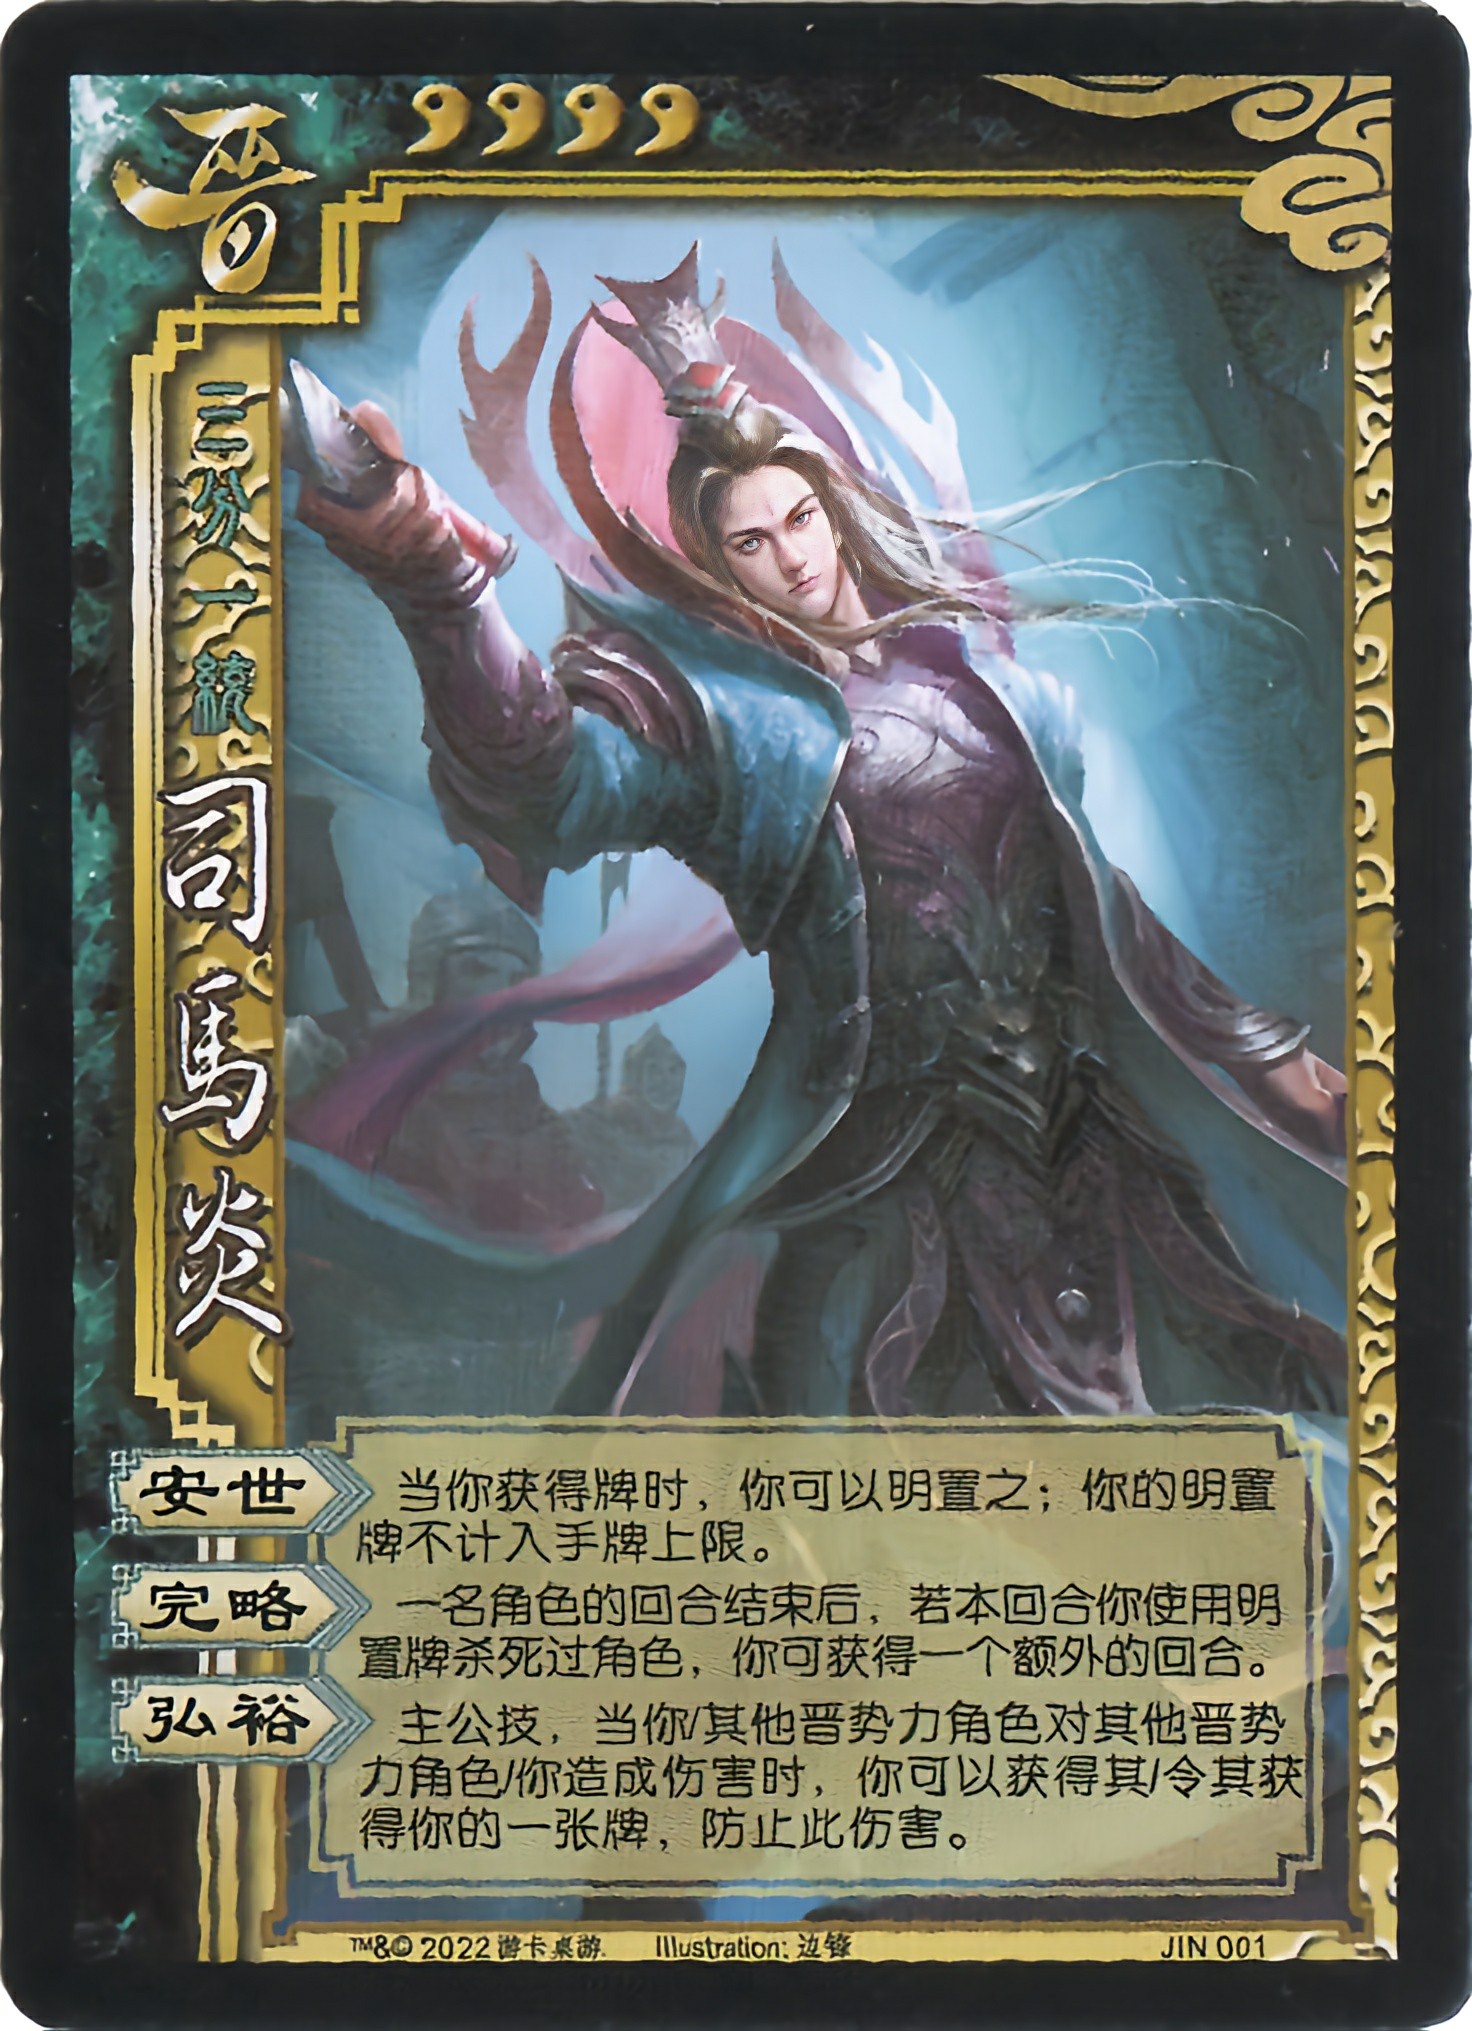 晋
三分一統
司馬炎
安世
当你获得牌时，你可以明置之；你的明置
牌不计入手牌上限。
完略
一名角色的回合结束后，若本回合你使用明
置牌杀死过角色，你可获得一个额外的回合。
弘裕
主公技，当你/其他晋势力角色对其他晋势
力角色/你造成伤害时，你可以获得其/令其获
得你的一张牌，防止此伤害。
™&© 2022 游卡桌游. Illustration: 边锋 JIN 001